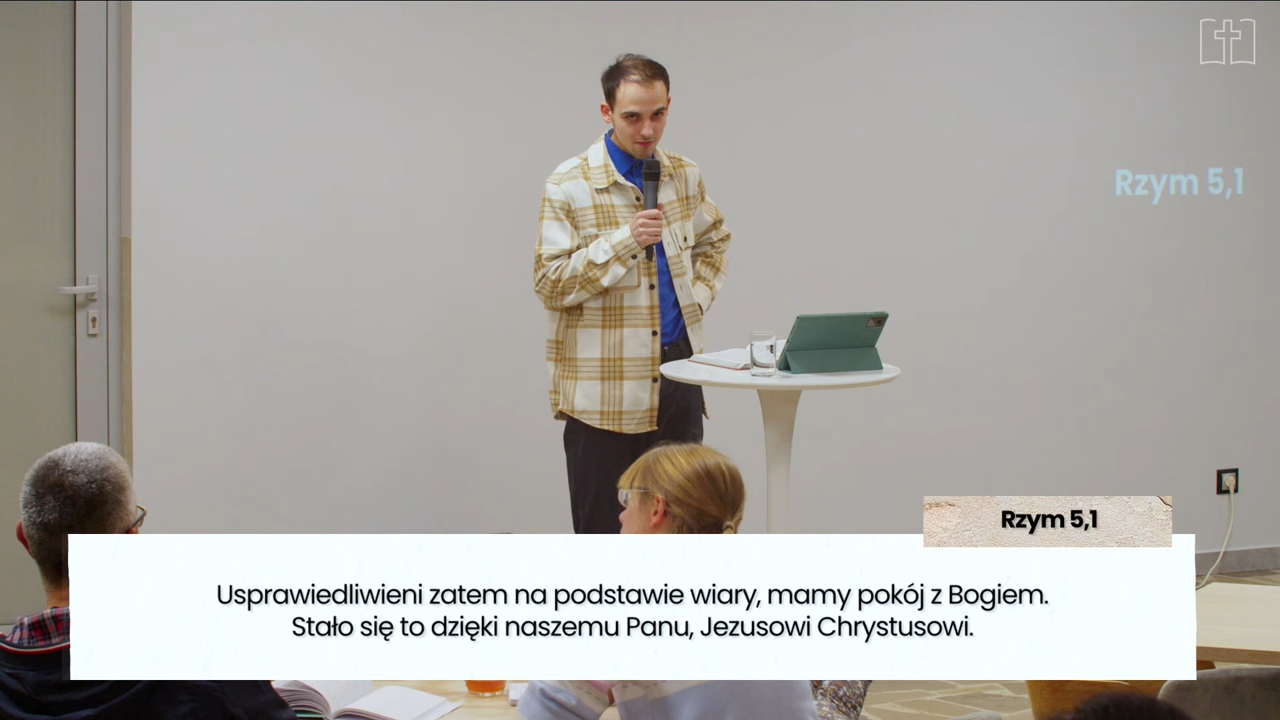 Rzym 5,1
Rzym 5,1
Usprawiedliwieni zatem na podstawie wiary, mamy pokój z Bogiem.
Stało się to dzięki naszemu Panu, Jezusowi Chrystusowi.